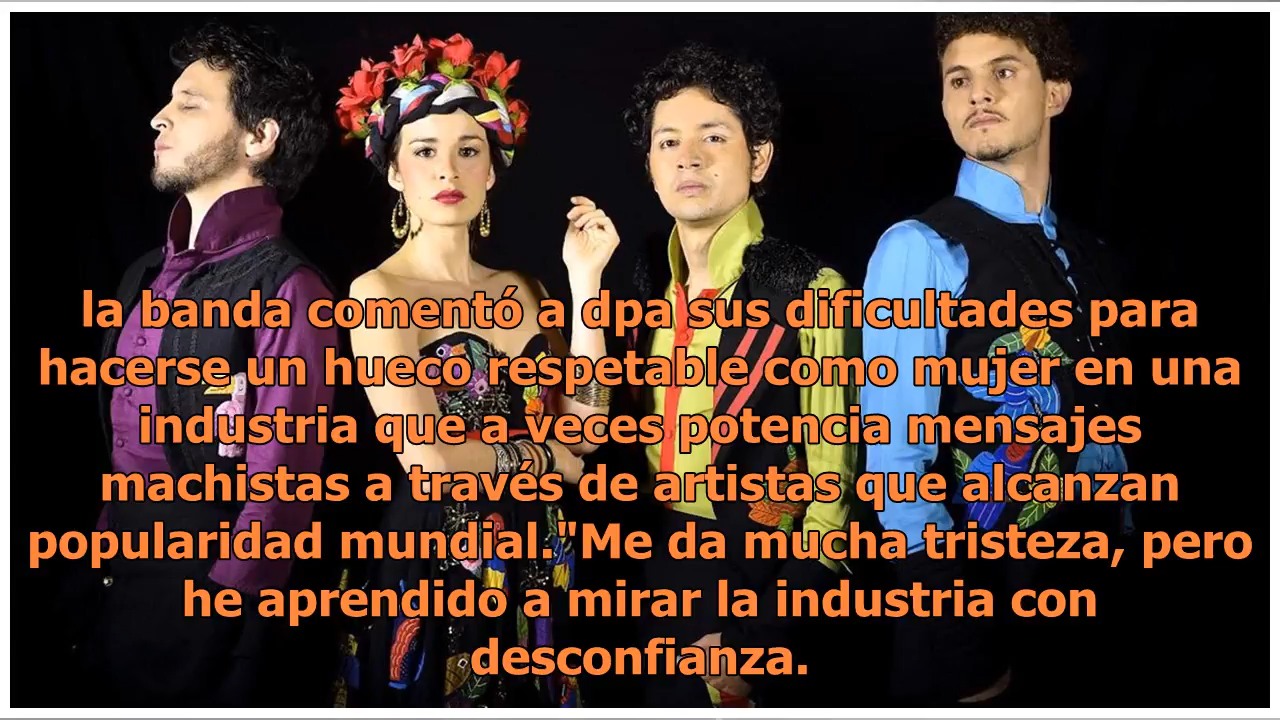 la banda comentó a dpa sus dificultades para
hacerse un hueco respetable como mujer en una
industria que a veces potencia mensajes
machistas a través de artistas que alcanzan
popularidad mundial."Me da mucha tristeza, pero
he aprendido a mirar la industria con
desconfianza.